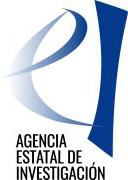 AGENCIA
ESTATAL DE
INVESTIGACIÓN